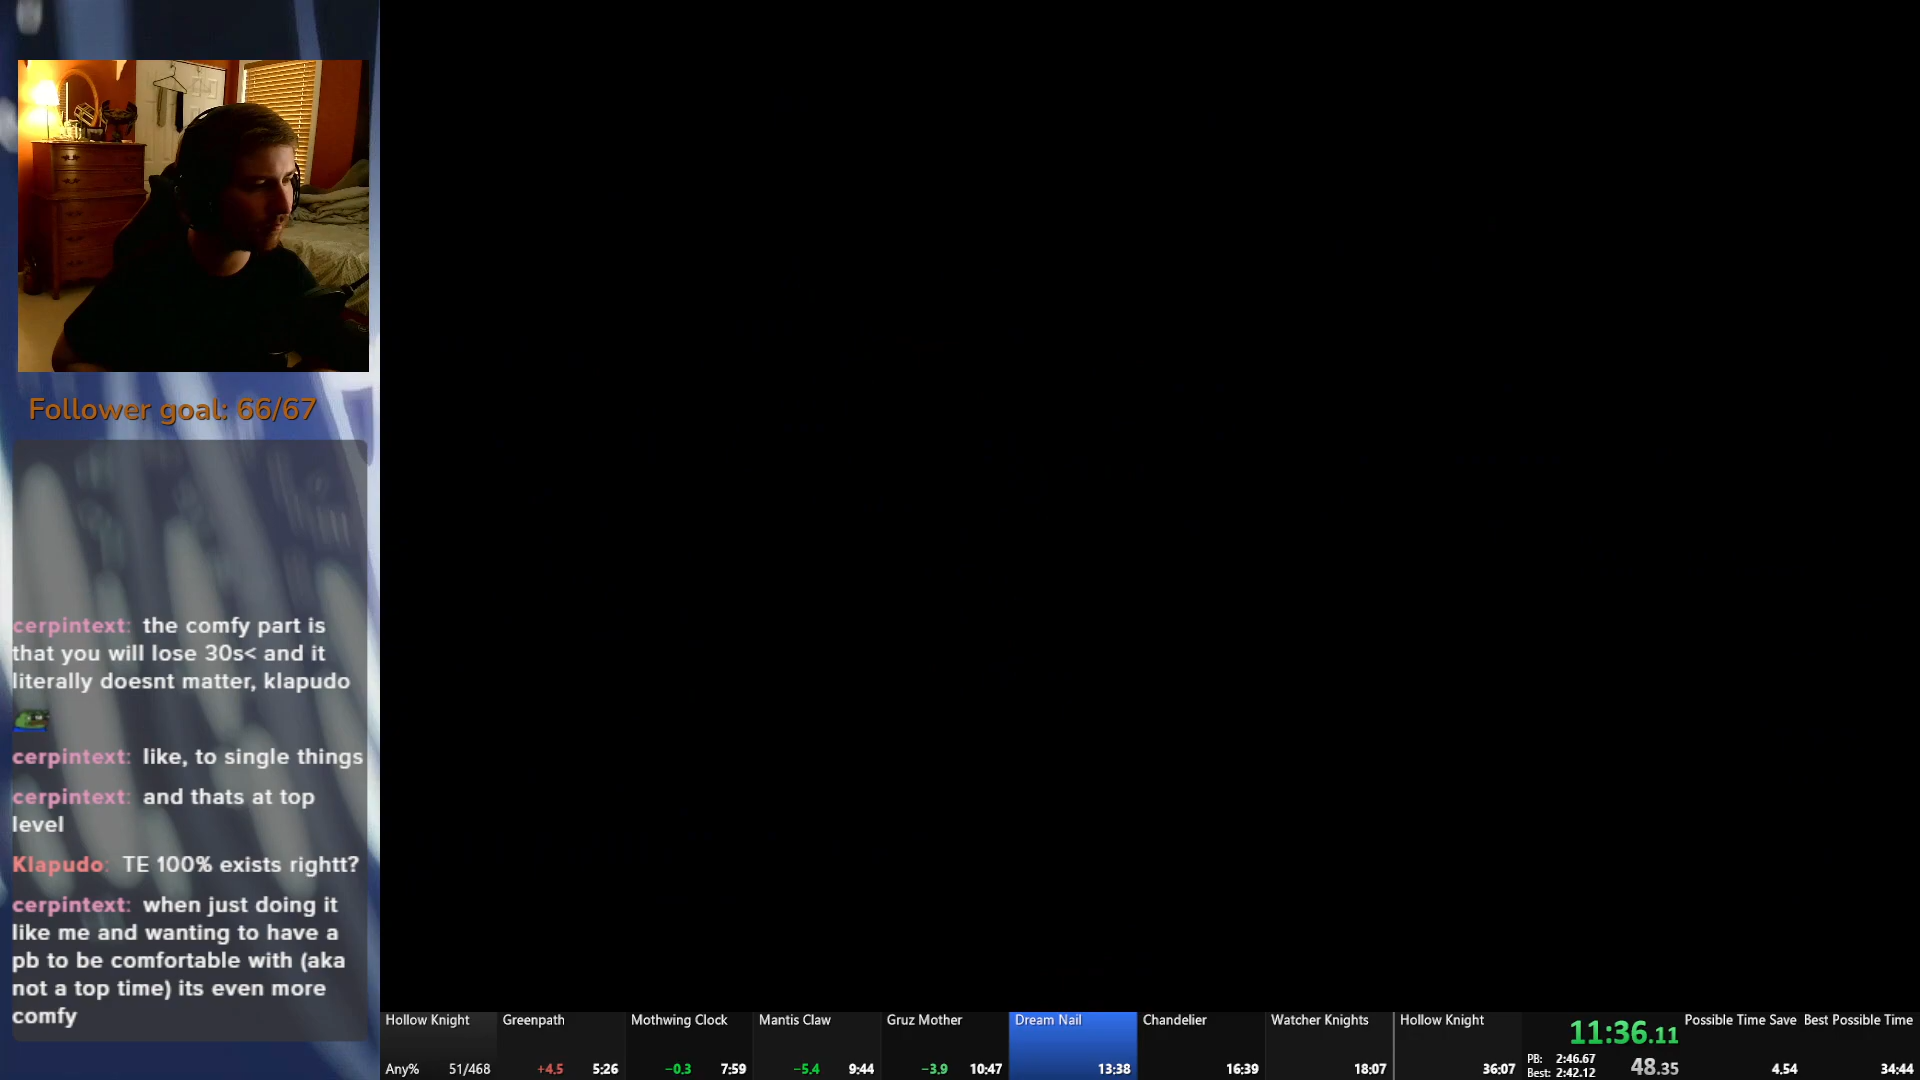 Follower goal: 66/67
cerpintext: the comfy part is
that you will lose 30s< and it
literally doesnt matter, klapudo
cerpintext: like, to single things
cerpintext: and thats at top
level
Klapudo: TE 100% exists rightt?
cerpintext: when just doing it
like me and wanting to have a
pb to be comfortable with (aka
not a top time) its even more
comfy
Hollow Knight
Any% 51/468
Greenpath
+4.5 5:26
Mothwing Clock
−0.3 7:59
Mantis Claw
−5.4 9:44
Gruz Mother
−3.9 10:47
Dream Nail
13:38
Chandelier
16:39
Watcher Knights
18:07
Hollow Knight
36:07
11:36.11
PB: 2:46.67
Best: 2:42.12
48.35
Possible Time Save
4.54
Best Possible Time
34:44